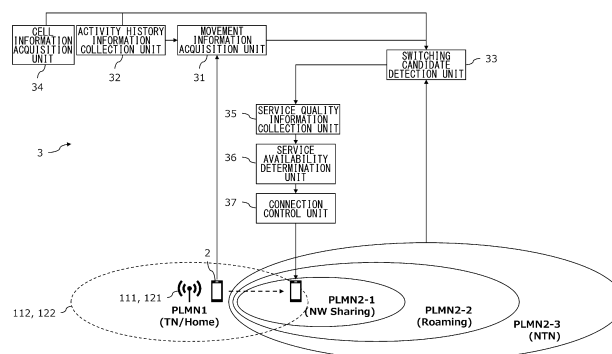 CELL
INFORMATION
ACQUISITION
UNIT
34
ACTIVITY HISTORY
INFORMATION
COLLECTION UNIT
32
MOVEMENT
INFORMATION
ACQUISITION UNIT
31
SWITCHING
CANDIDATE
DETECTION UNIT
33
35
SERVICE QUALITY
INFORMATION
COLLECTION UNIT
36
SERVICE
AVAILABILITY
DETERMINATION
UNIT
37
CONNECTION
CONTROL UNIT
3
2
111, 121
112, 122
PLMN1
(TN/Home)
PLMN2-1
(NW Sharing)
PLMN2-2
(Roaming)
PLMN2-3
(NTN)